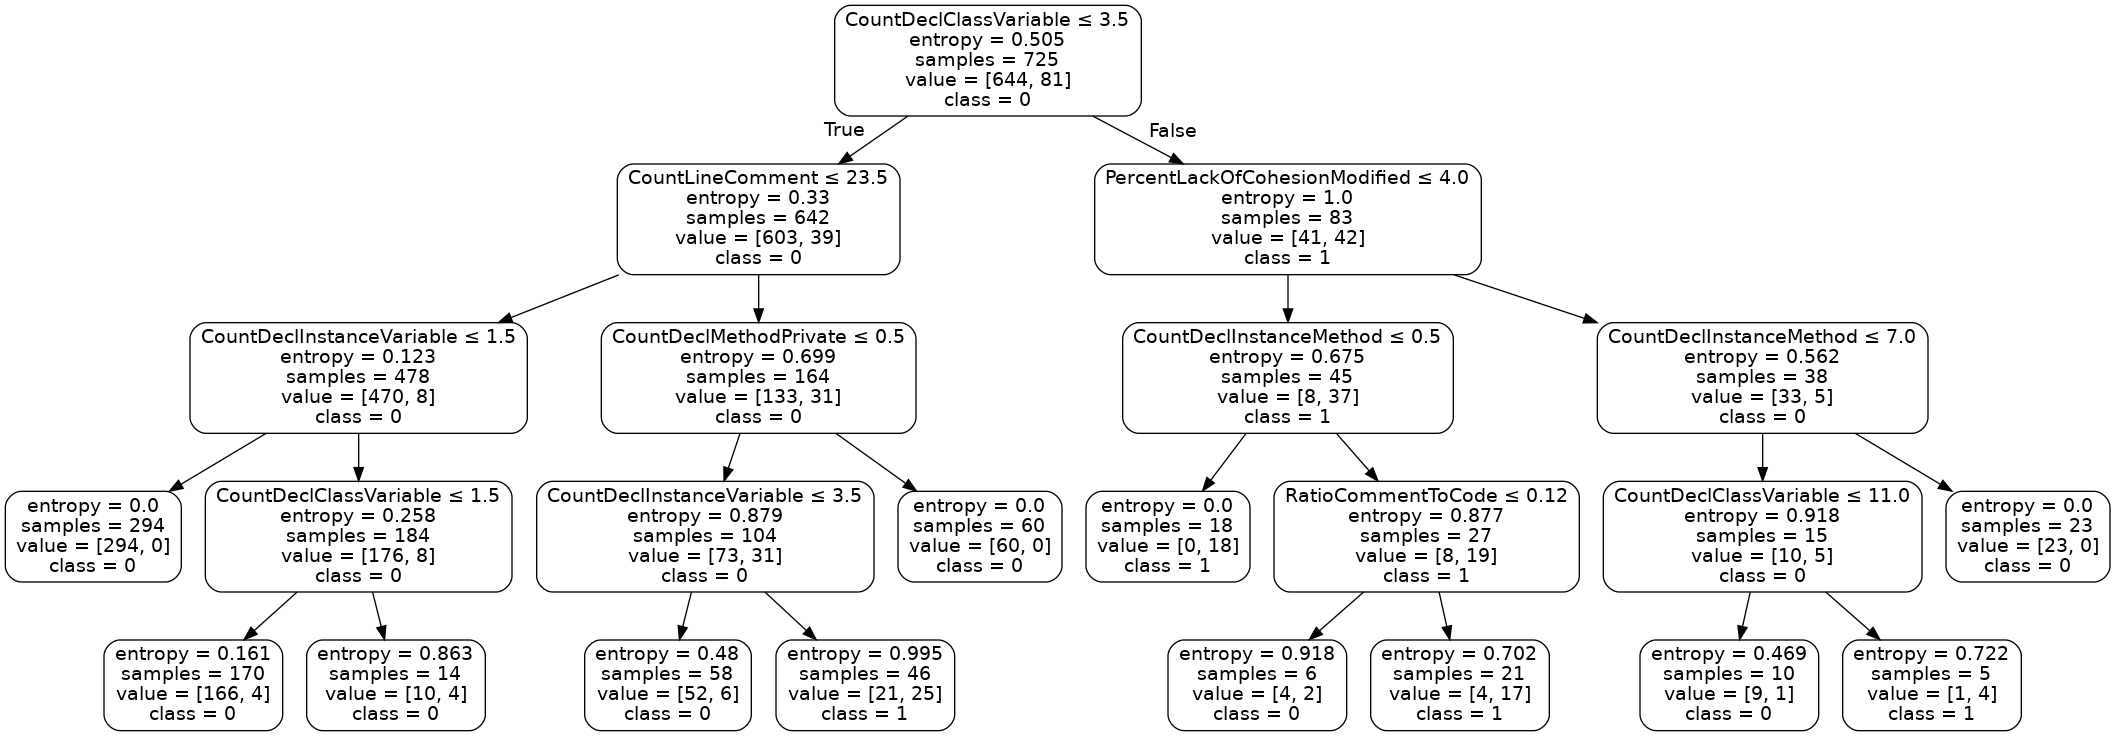 CountDeclClassVariable ≤ 3.5
entropy = 0.505
samples = 725
value = [644, 81]
class = 0
True
False
CountLineComment ≤ 23.5
entropy = 0.33
samples = 642
value = [603, 39]
class = 0
PercentLackOfCohesionModified ≤ 4.0
entropy = 1.0
samples = 83
value = [41, 42]
class = 1
CountDeclInstanceVariable ≤ 1.5
entropy = 0.123
samples = 478
value = [470, 8]
class = 0
CountDeclMethodPrivate ≤ 0.5
entropy = 0.699
samples = 164
value = [133, 31]
class = 0
CountDeclInstanceMethod ≤ 0.5
entropy = 0.675
samples = 45
value = [8, 37]
class = 1
CountDeclInstanceMethod ≤ 7.0
entropy = 0.562
samples = 38
value = [33, 5]
class = 0
entropy = 0.0
samples = 294
value = [294, 0]
class = 0
CountDeclClassVariable ≤ 1.5
entropy = 0.258
samples = 184
value = [176, 8]
class = 0
CountDeclInstanceVariable ≤ 3.5
entropy = 0.879
samples = 104
value = [73, 31]
class = 0
entropy = 0.0
samples = 60
value = [60, 0]
class = 0
entropy = 0.0
samples = 18
value = [0, 18]
class = 1
RatioCommentToCode ≤ 0.12
entropy = 0.877
samples = 27
value = [8, 19]
class = 1
CountDeclClassVariable ≤ 11.0
entropy = 0.918
samples = 15
value = [10, 5]
class = 0
entropy = 0.0
samples = 23
value = [23, 0]
class = 0
entropy = 0.161
samples = 170
value = [166, 4]
class = 0
entropy = 0.863
samples = 14
value = [10, 4]
class = 0
entropy = 0.48
samples = 58
value = [52, 6]
class = 0
entropy = 0.995
samples = 46
value = [21, 25]
class = 1
entropy = 0.918
samples = 6
value = [4, 2]
class = 0
entropy = 0.702
samples = 21
value = [4, 17]
class = 1
entropy = 0.469
samples = 10
value = [9, 1]
class = 0
entropy = 0.722
samples = 5
value = [1, 4]
class = 1